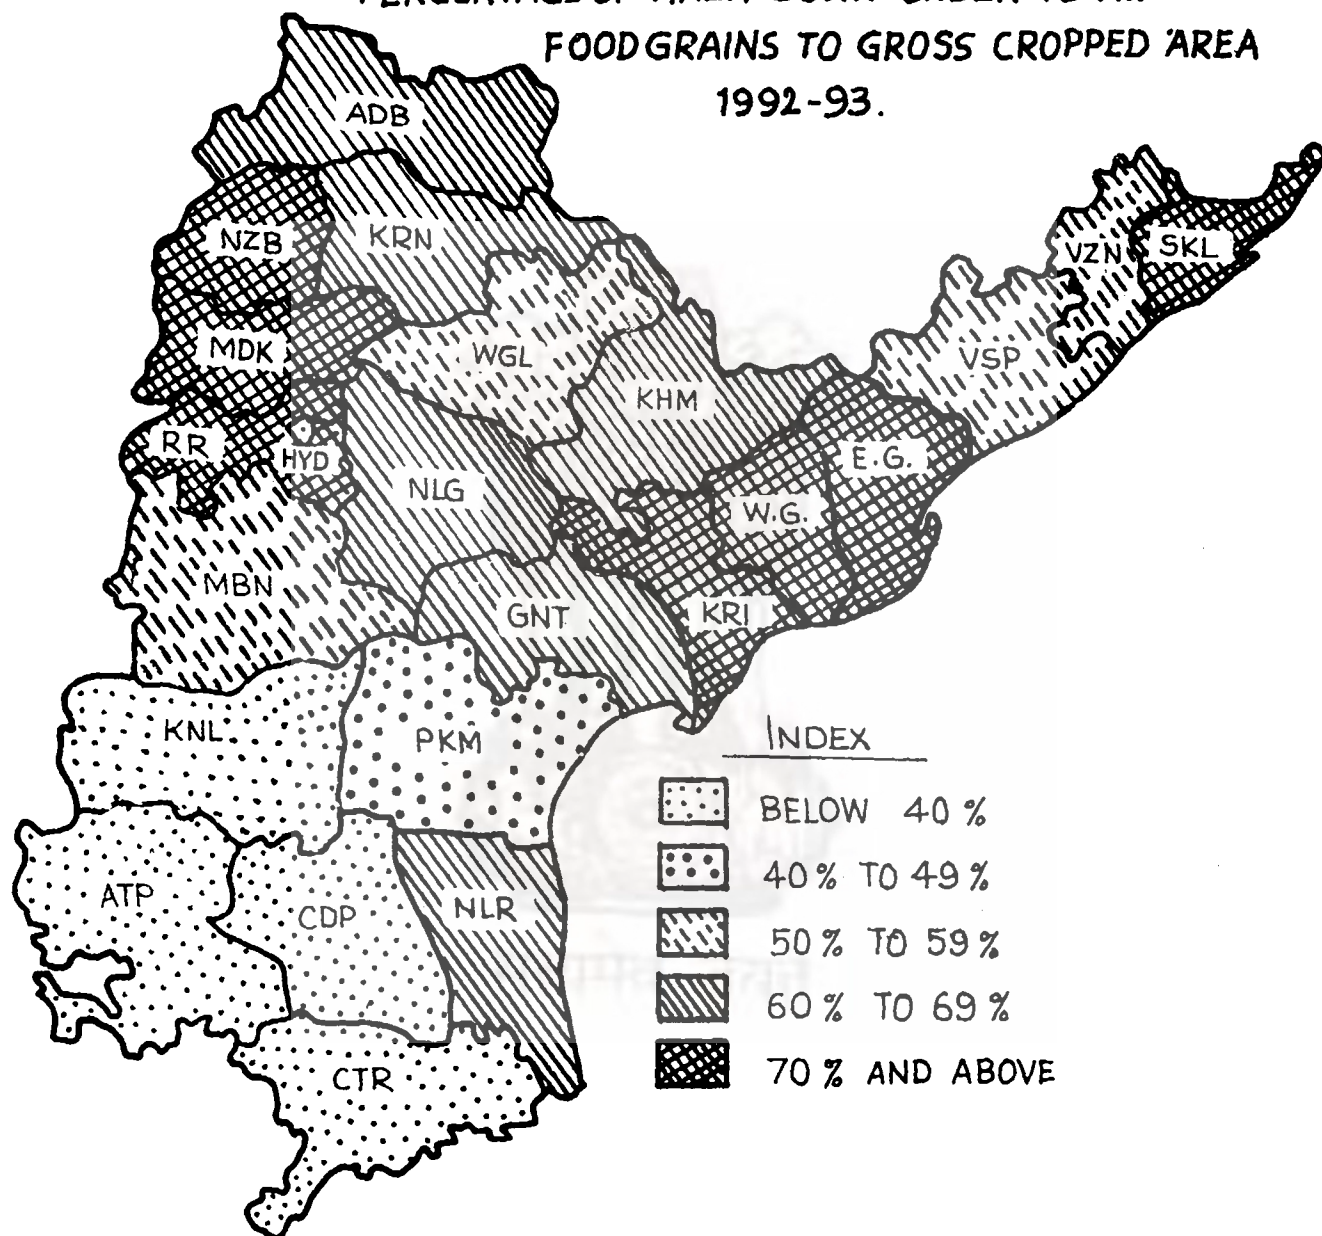 FOODGRAINS TO GROSS CROPPED AREA
1992-93.
ADB
NZB
KRN
VZN
SKL
MDK
WGL
VSP
KHM
RR
HYD
NLG
E.G.
W.G.
MBN
GNT
KRI
KNL
PKM
INDEX
BELOW 40%
40% TO 49%
50% TO 59%
60% TO 69%
70% AND ABOVE
ATP
CDP
NLR
CTR